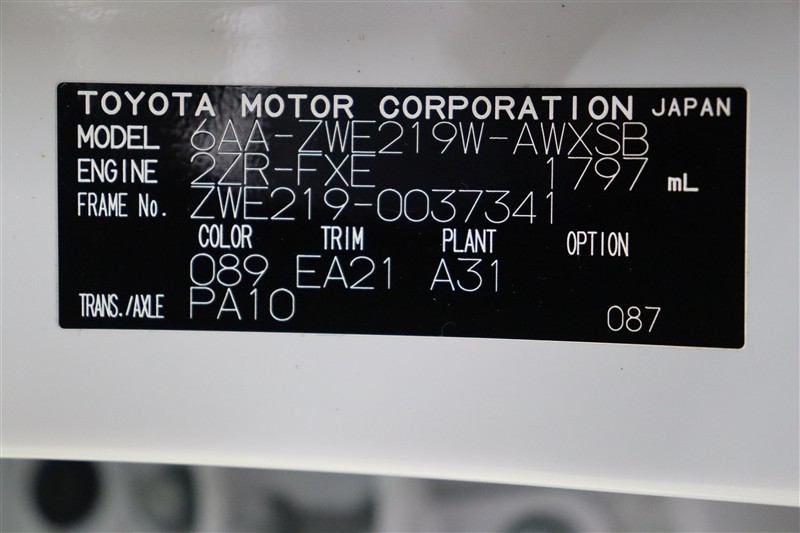 TOYOTA MOTOR CORPORATION JAPAN
MODEL 6AA-ZWE219W-AWXSB
ENGINE 2ZR-FXE 1797 mL
FRAME No. ZWE219-0037341
COLOR TRIM PLANT OPTION
089 EA21 A31
TRANS./AXLE PA10 087